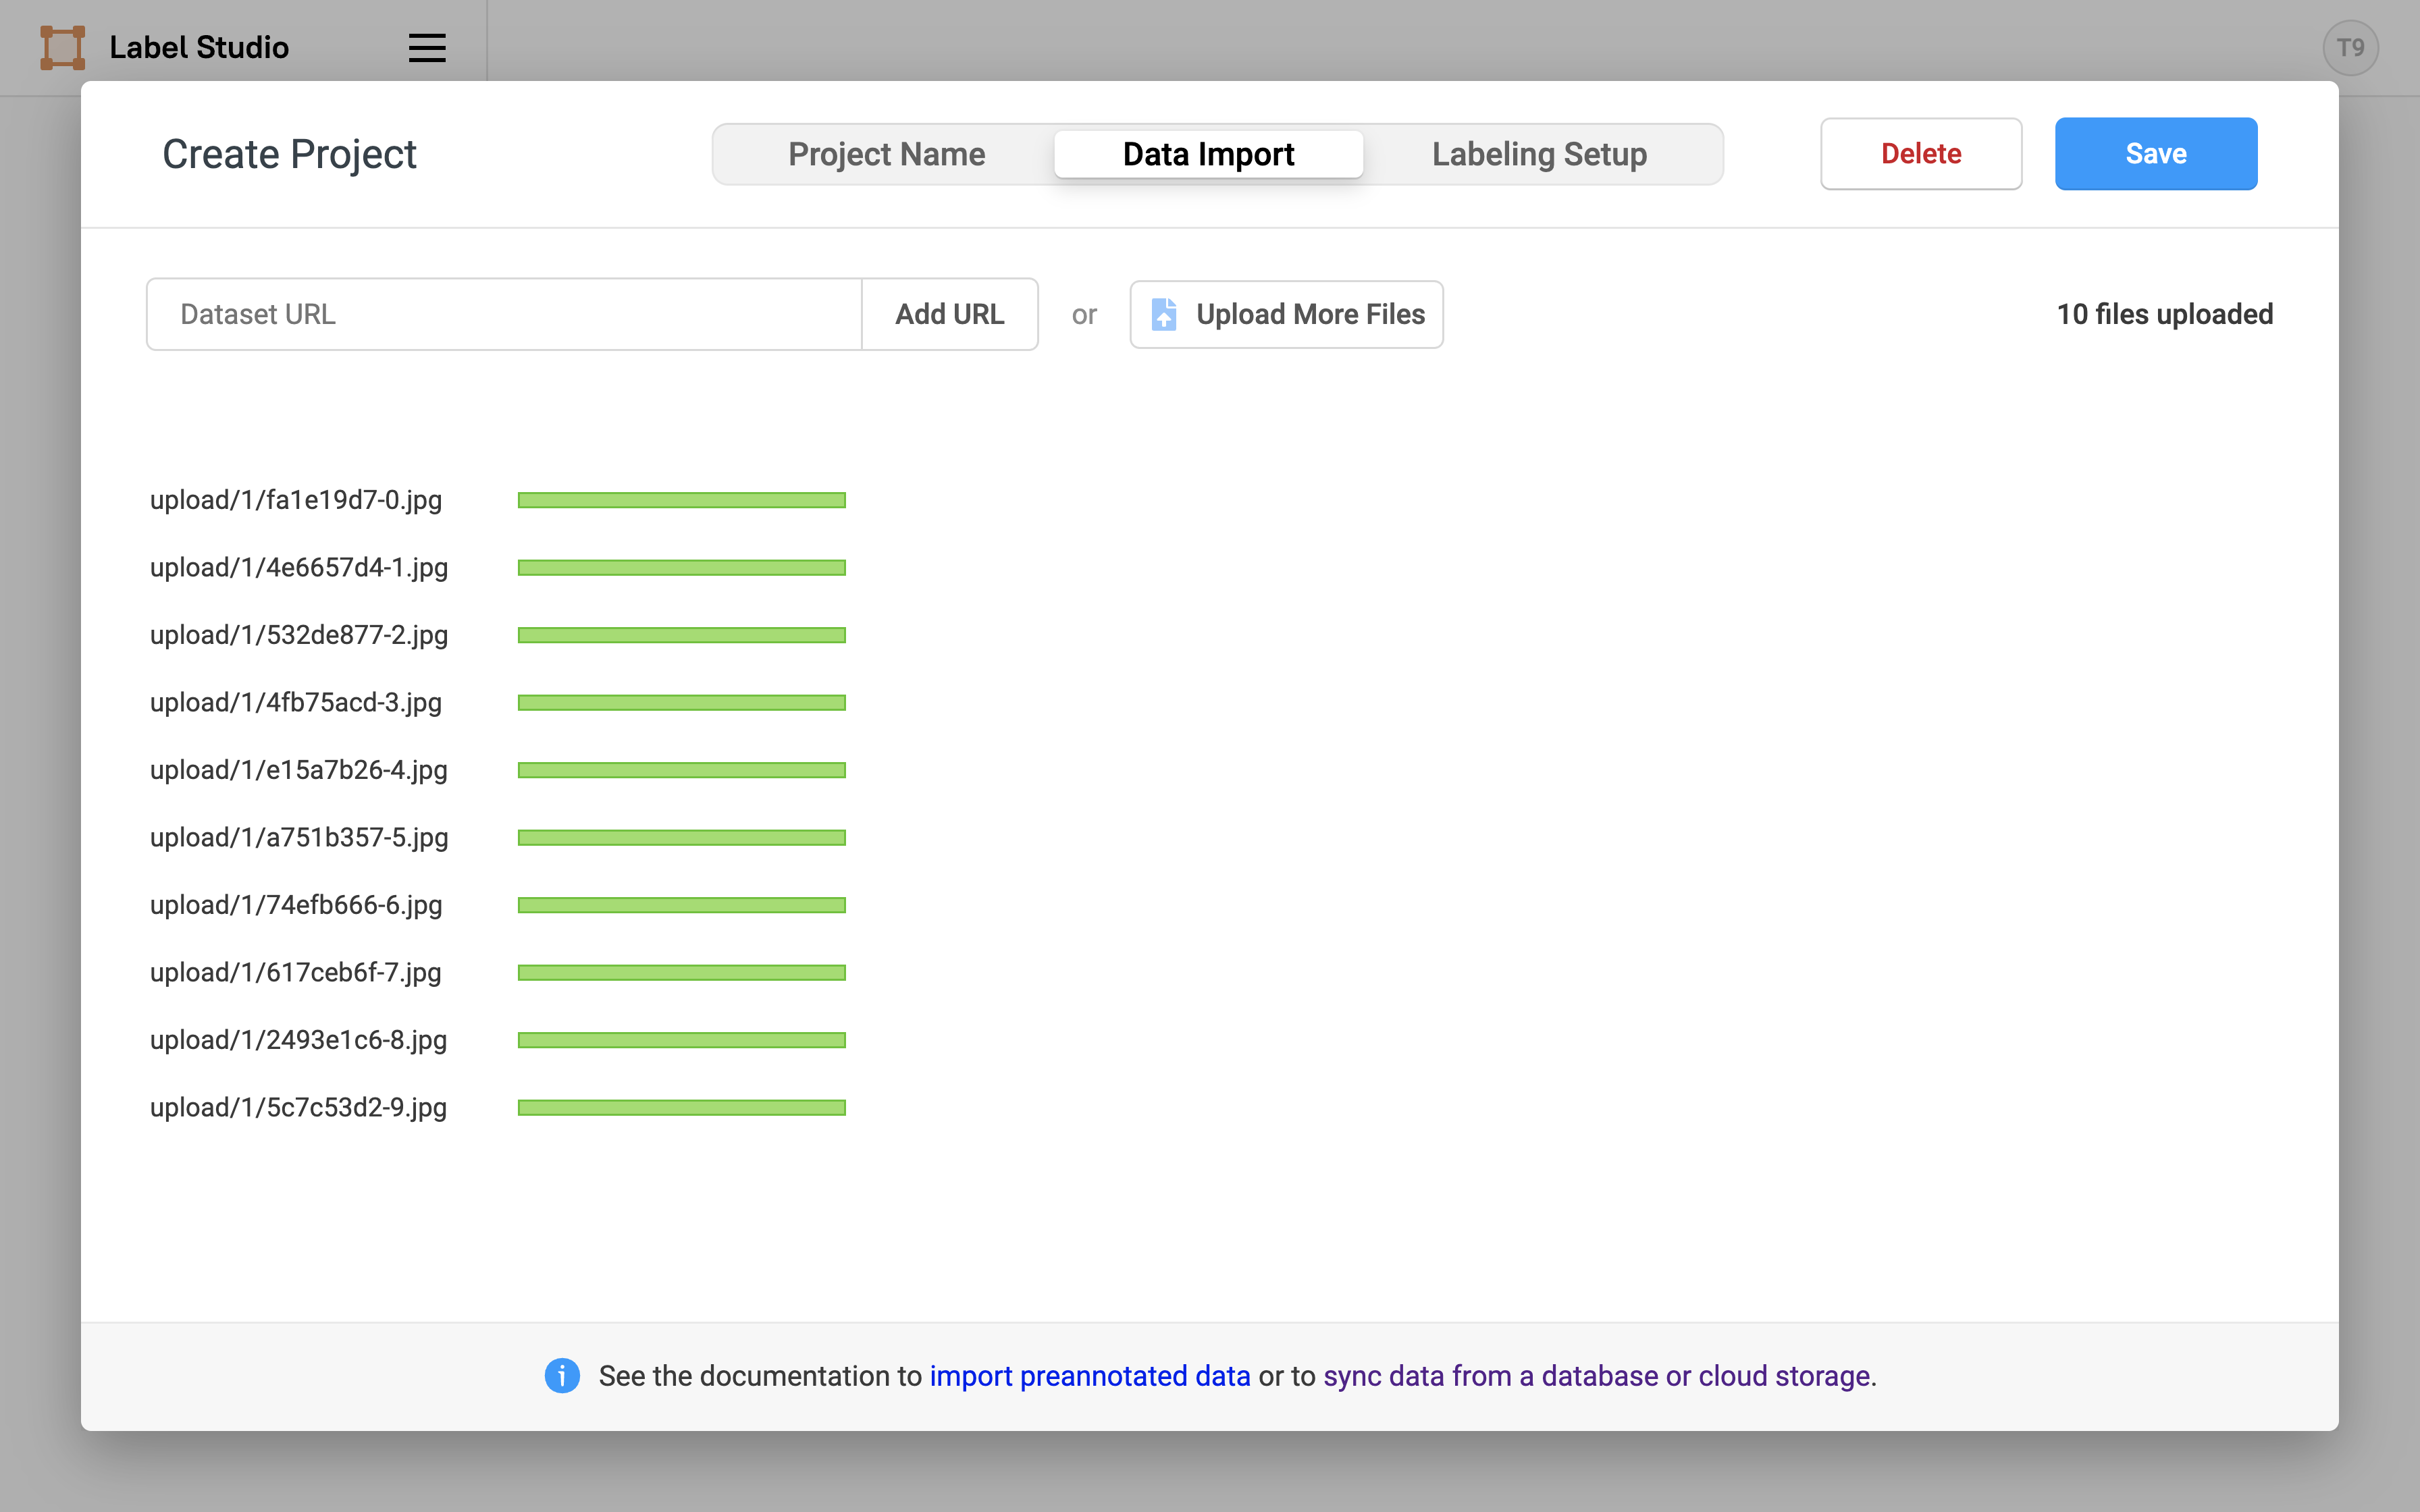 Label Studio
T9
Create Project
Project Name
Data Import
Labeling Setup
Delete
Save
Dataset URL
Add URL
or
Upload More Files
10 files uploaded
upload/1/fa1e19d7-0.jpg
upload/1/4e6657d4-1.jpg
upload/1/532de877-2.jpg
upload/1/4fb75acd-3.jpg
upload/1/e15a7b26-4.jpg
upload/1/a751b357-5.jpg
upload/1/74efb666-6.jpg
upload/1/617ceb6f-7.jpg
upload/1/2493e1c6-8.jpg
upload/1/5c7c53d2-9.jpg
See the documentation to import preannotated data or to sync data from a database or cloud storage.